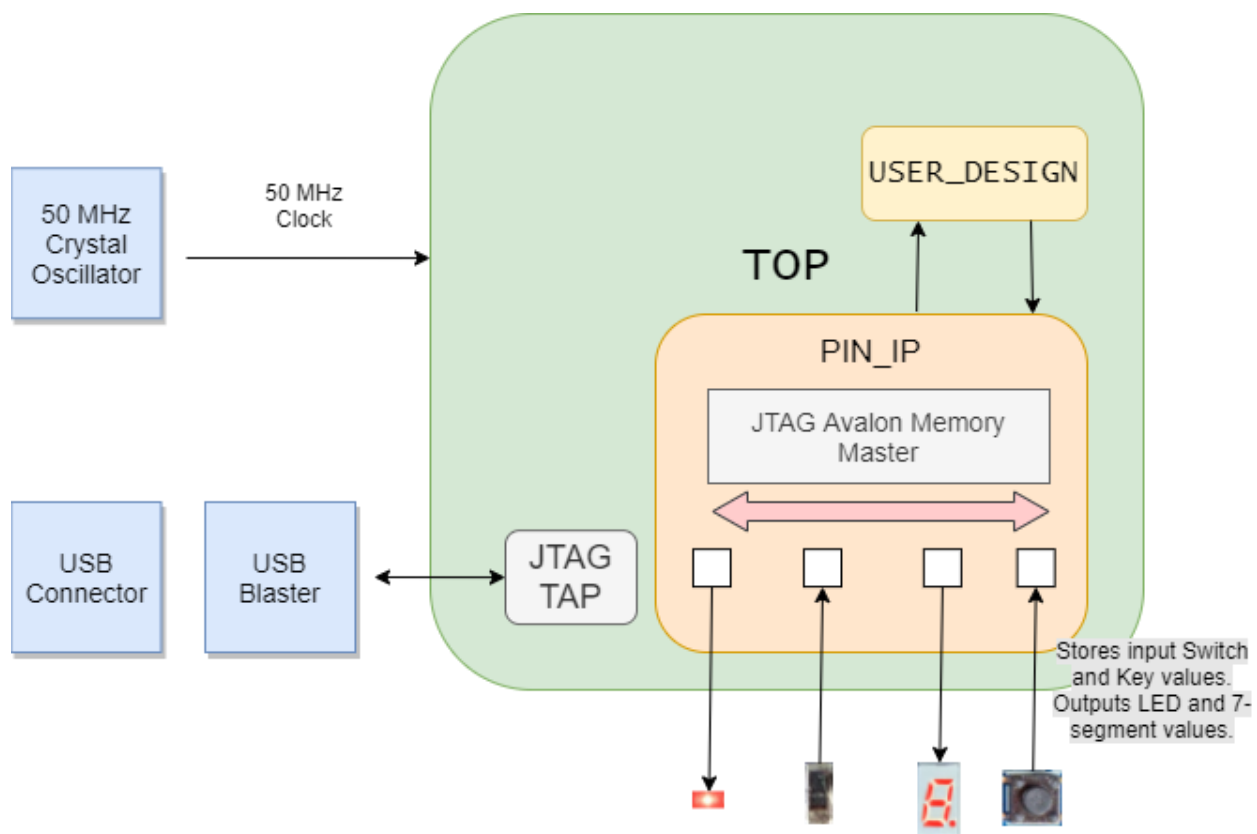 50 MHz
Crystal
Oscillator
50 MHz
Clock
USER_DESIGN
TOP
PIN_IP
JTAG Avalon Memory
Master
USB
Connector
USB
Blaster
JTAG
TAP
Stores input Switch
and Key values.
Outputs LED and 7-
segment values.
8.